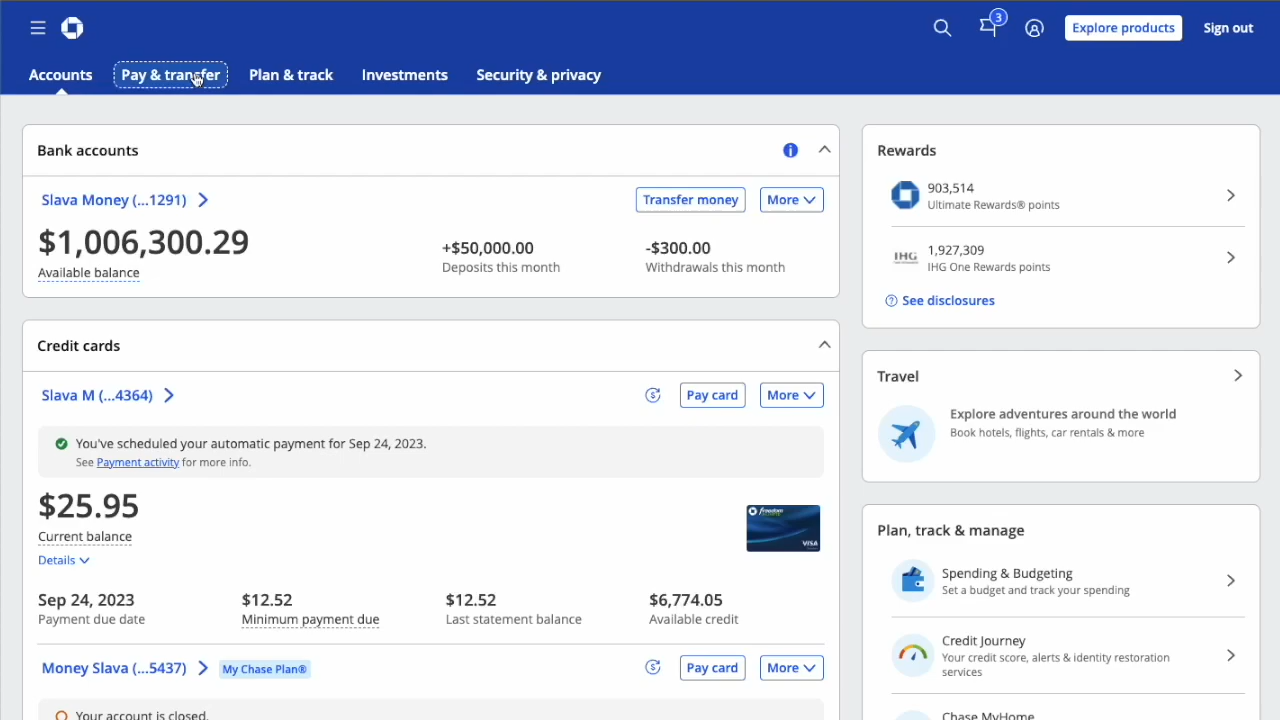 3
Explore products
Sign out
Accounts
Pay & transfer
Plan & track
Investments
Security & privacy
Bank accounts
Slava Money (...1291)
Transfer money
More
$1,006,300.29
Available balance
+$50,000.00
Deposits this month
-$300.00
Withdrawals this month
Credit cards
Slava M (...4364)
Pay card
More
You've scheduled your automatic payment for Sep 24, 2023.
See Payment activity for more info.
$25.95
Current balance
Details
freedom
VISA
Sep 24, 2023
Payment due date
$12.52
Minimum payment due
$12.52
Last statement balance
$6,774.05
Available credit
Money Slava (...5437)
My Chase Plan®
Pay card
More
Your account is closed.
Rewards
903,514
Ultimate Rewards® points
IHG
1,927,309
IHG One Rewards points
See disclosures
Travel
Explore adventures around the world
Book hotels, flights, car rentals & more
Plan, track & manage
Spending & Budgeting
Set a budget and track your spending
Credit Journey
Your credit score, alerts & identity restoration
services
Chase MyHome